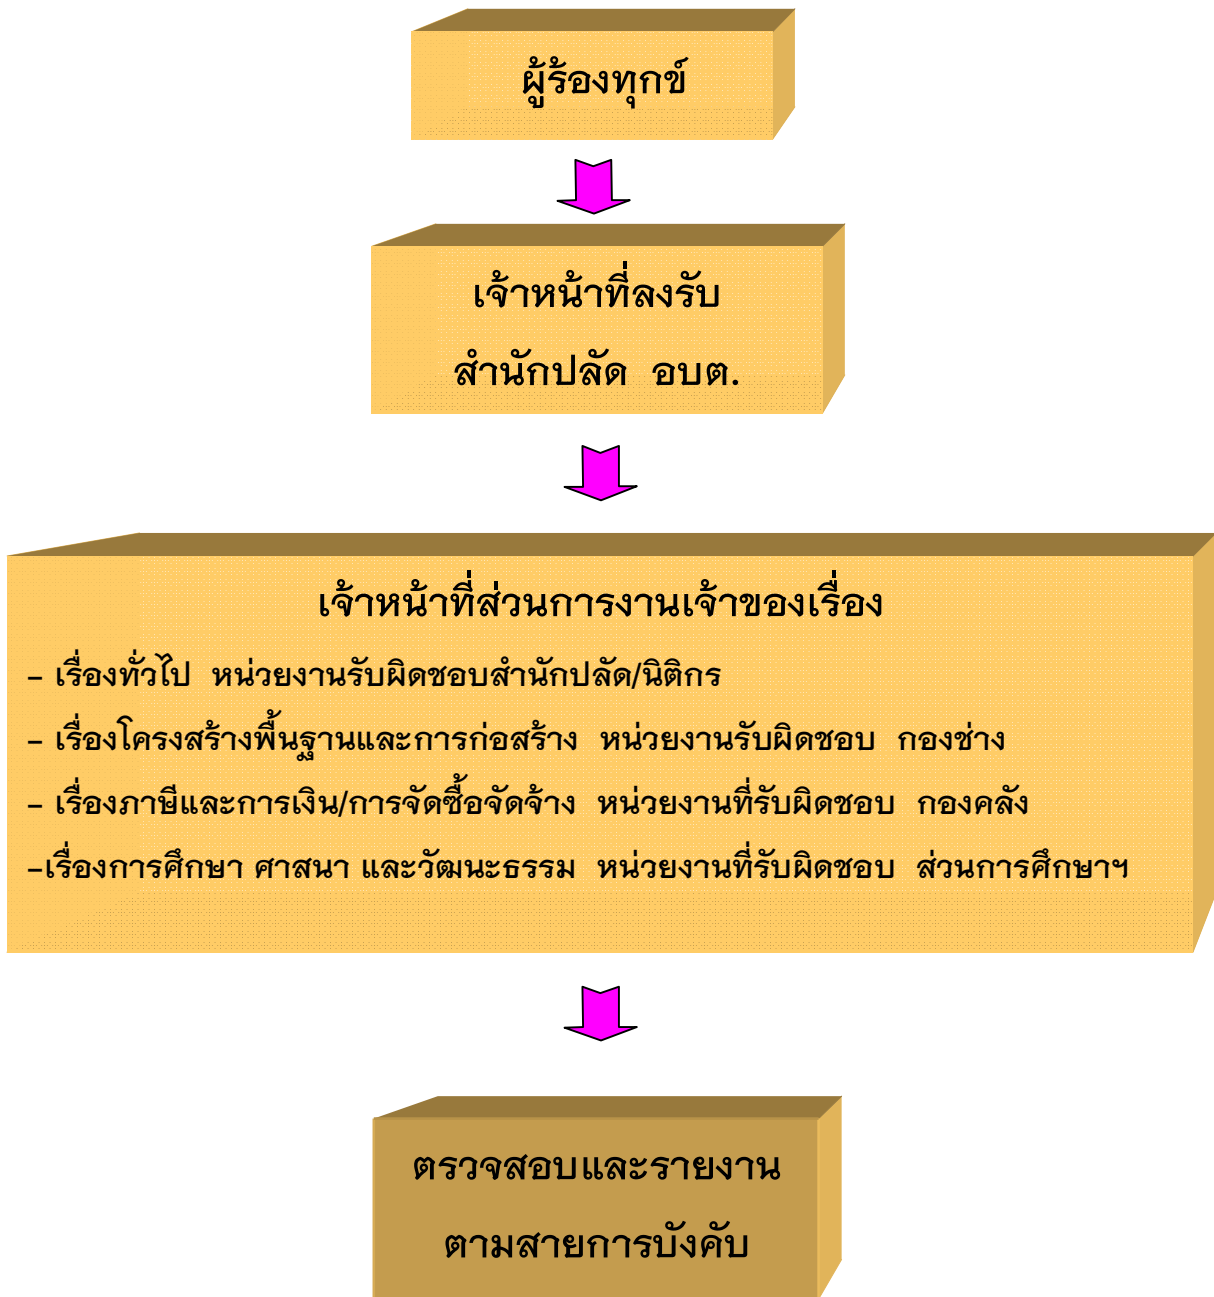 ผู้ร้องทุกข์
เจ้าหน้าที่ลงรับ
สำนักปลัด อบต.
เจ้าหน้าที่ส่วนการงานเจ้าของเรื่อง
- เรื่องทั่วไป หน่วยงานรับผิดชอบสำนักปลัด/นิติกร
- เรื่องโครงสร้างพื้นฐานและการก่อสร้าง หน่วยงานรับผิดชอบ กองช่าง
- เรื่องภาษีและการเงิน/การจัดซื้อจัดจ้าง หน่วยงานที่รับผิดชอบ กองคลัง
-เรื่องการศึกษา ศาสนา และวัฒนะธรรม หน่วยงานที่รับผิดชอบ ส่วนการศึกษาฯ
ตรวจสอบและรายงาน
ตามสายการบังคับ